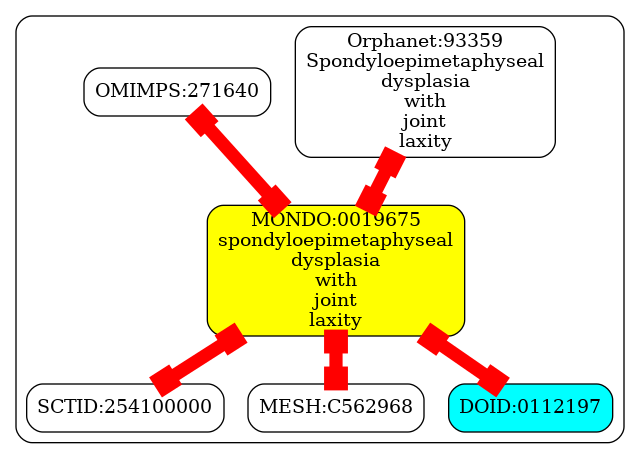 OMIMPS:271640
Orphanet:93359
Spondyloepimetaphyseal
dysplasia
with
joint
laxity
MONDO:0019675
spondyloepimetaphyseal
dysplasia
with
joint
laxity
SCTID:254100000
MESH:C562968
DOID:0112197